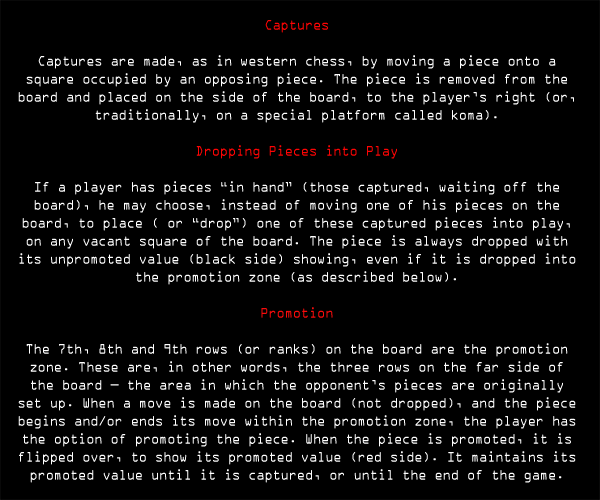 Captures
Captures are made, as in western chess, by moving a piece onto a
square occupied by an opposing piece. The piece is removed from the
board and placed on the side of the board, to the player's right (or,
traditionally, on a special platform called koma).
Dropping Pieces into Play
If a player has pieces “in hand” (those captured, waiting off the
board), he may choose, instead of moving one of his pieces on the
board, to place ( or “drop”) one of these captured pieces into play,
on any vacant square of the board. The piece is always dropped with
its unpromoted value (black side) showing, even if it is dropped into
the promotion zone (as described below).
Promotion
The 7th, 8th and 9th rows (or ranks) on the board are the promotion
zone. These are, in other words, the three rows on the far side of
the board – the area in which the opponent's pieces are originally
set up. When a move is made on the board (not dropped), and the piece
begins and/or ends its move within the promotion zone, the player has
the option of promoting the piece. When the piece is promoted, it is
flipped over, to show its promoted value (red side). It maintains its
promoted value until it is captured, or until the end of the game.